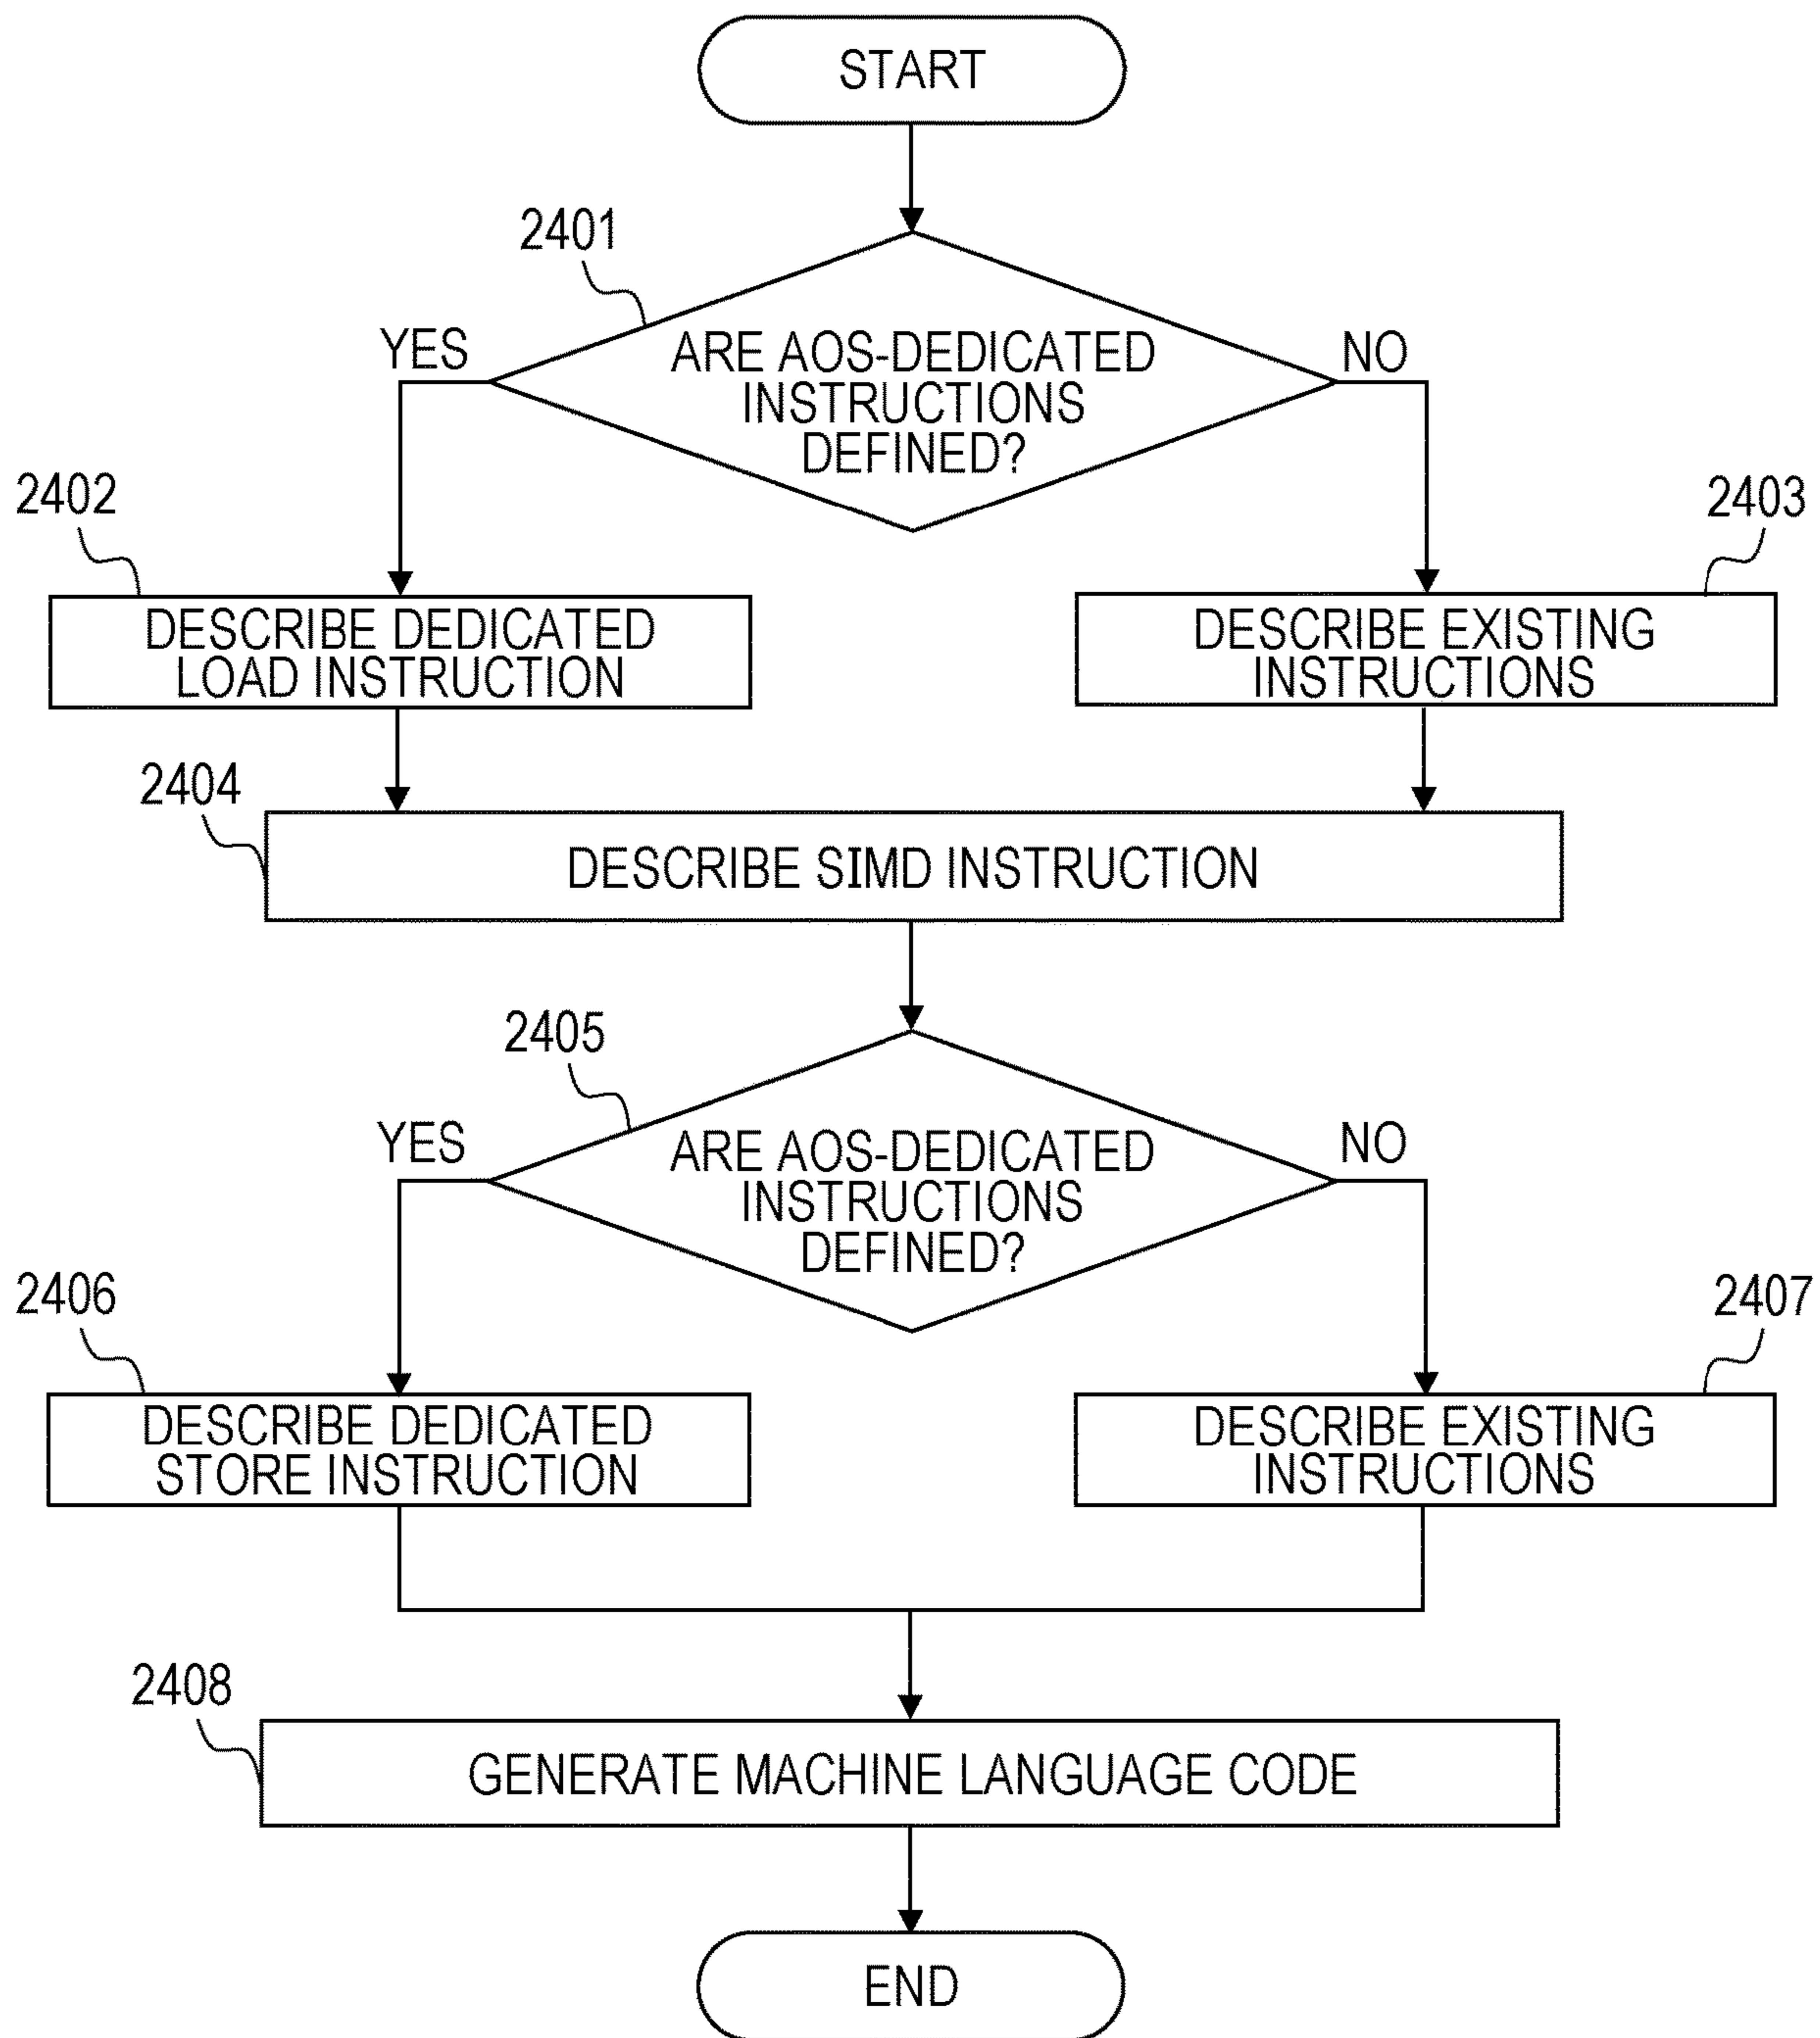 START
2401
YES
ARE AOS-DEDICATED
INSTRUCTIONS
DEFINED?
NO
2402
DESCRIBE DEDICATED
LOAD INSTRUCTION
2403
DESCRIBE EXISTING
INSTRUCTIONS
2404
DESCRIBE SIMD INSTRUCTION
2405
YES
ARE AOS-DEDICATED
INSTRUCTIONS
DEFINED?
NO
2406
DESCRIBE DEDICATED
STORE INSTRUCTION
2407
DESCRIBE EXISTING
INSTRUCTIONS
2408
GENERATE MACHINE LANGUAGE CODE
END